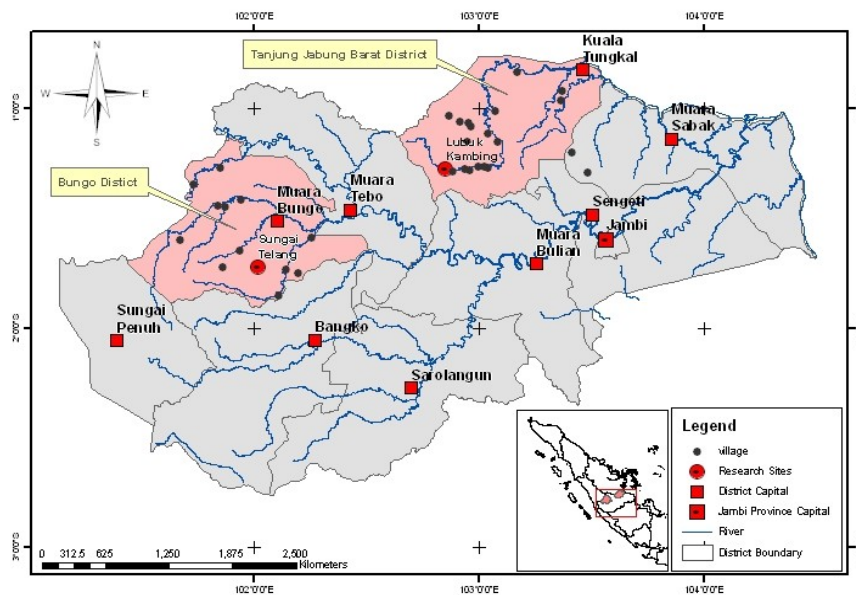 102°0'0"E
103°0'0"E
104°0'0"E
N
W
E
S
Tanjung Jabung Barat District
Kuala
Tungkal
1°0'0"S
Muara
Sabak
Lubuk
Kambing
Bungo Distict
Muara
Bungo
Muara
Tebo
Sungai
Telang
Sengeti
Jambi
Muara
Bulian
Sungai
Penuh
2°0'0"S
Bangko
Sarolangun
Legend
village
Research Sites
District Capital
Jambi Province Capital
River
District Boundary
3°0'0"S
0 312.5 625 1,250 1,875 2,500
Kilometers
102°0'0"E
103°0'0"E
104°0'0"E